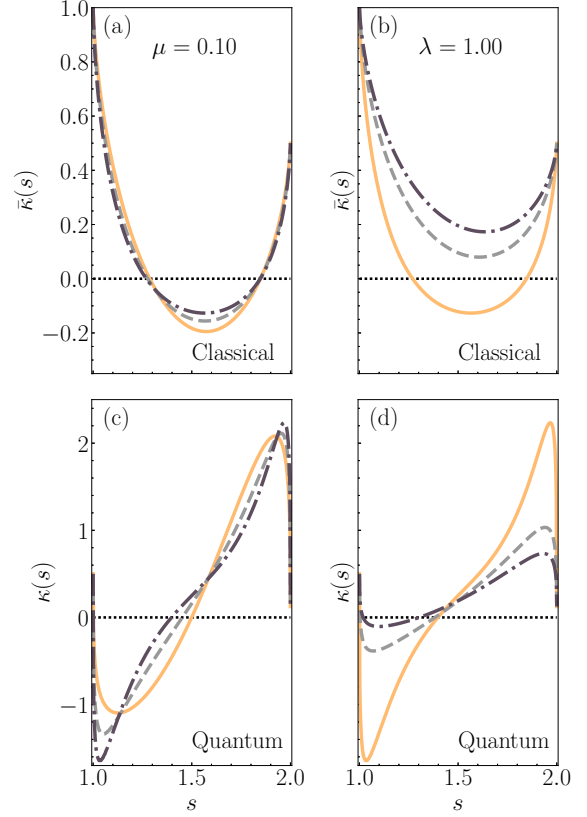 (a)
μ = 0.10
1.0
0.8
0.6
0.4
0.2
0.0
−0.2
κ̄(s)
Classical
(b)
λ = 1.00
κ̄(s)
Classical
(c)
2
1
0
−1
κ(s)
Quantum
1.0
1.5
2.0
s
(d)
κ(s)
Quantum
1.0
1.5
2.0
s